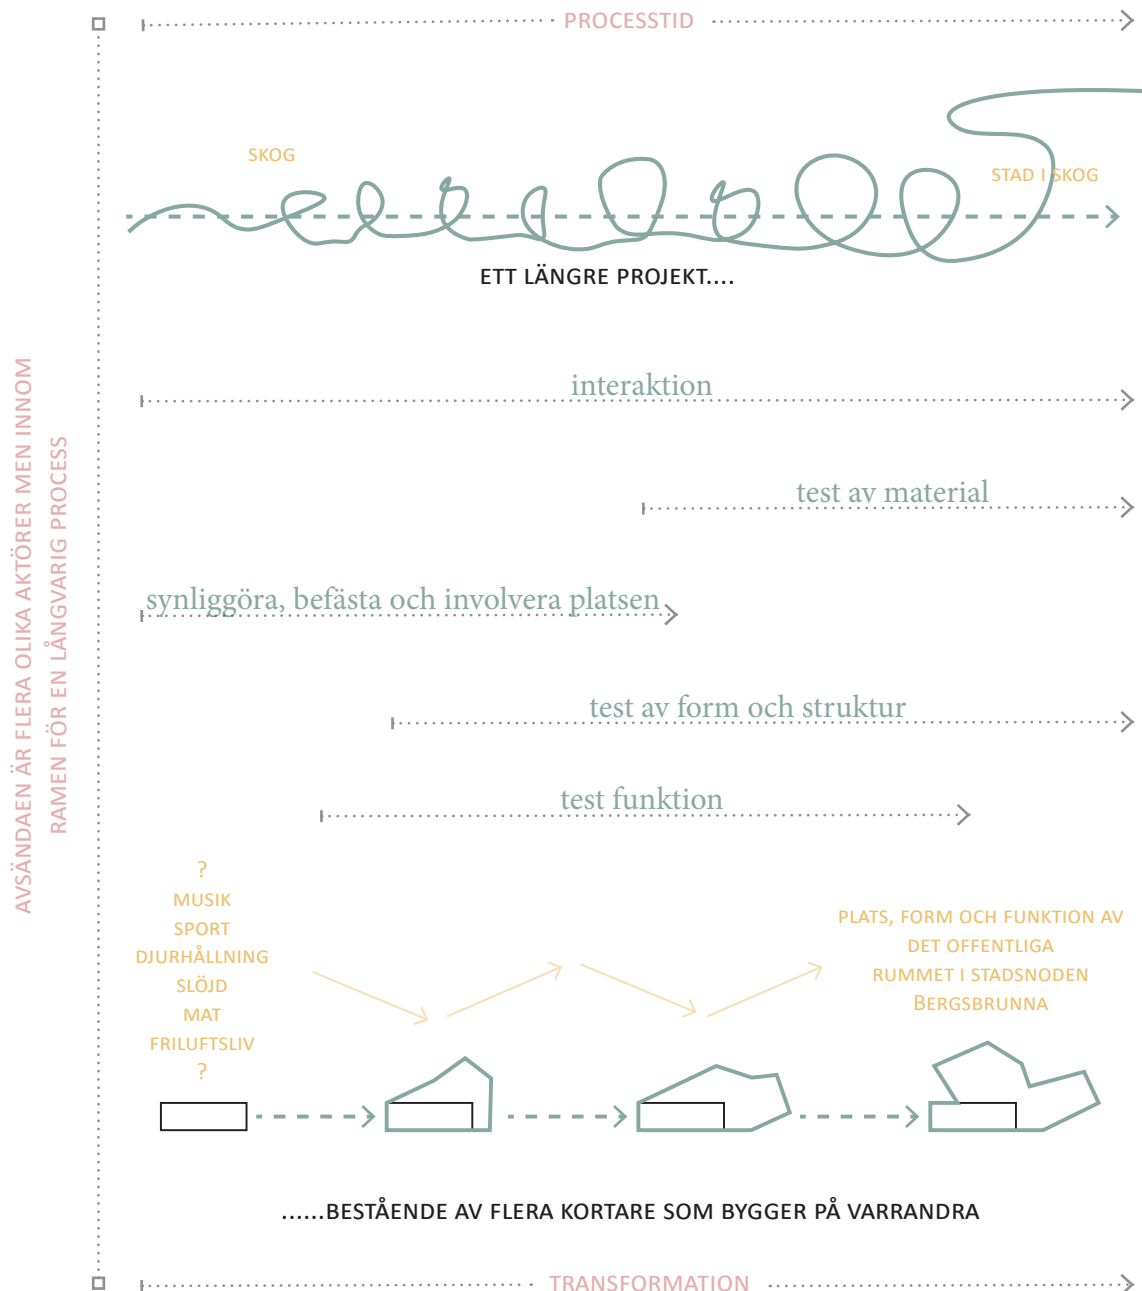 PROCESSTID
SKOG
STAD I SKOG
ETT LÄNGRE PROJEKT....
AVSÄNDAEN ÄR FLERA OLIKA AKTÖRER MEN INNOM
RAMEN FÖR EN LÅNGVARIG PROCESS
interaktion
test av material
synliggöra, befästa och involvera platsen
test av form och struktur
test funktion
?
MUSIK
SPORT
DJURHÅLLNING
SLÖJD
MAT
FRILUFTSLIV
?
PLATS, FORM OCH FUNKTION AV
DET OFFENTLIGA
RUMMET I STADSNODEN
BERGSBRUNNA
......BESTÅENDE AV FLERA KORTARE SOM BYGGER PÅ VARRANDRA
TRANSFORMATION